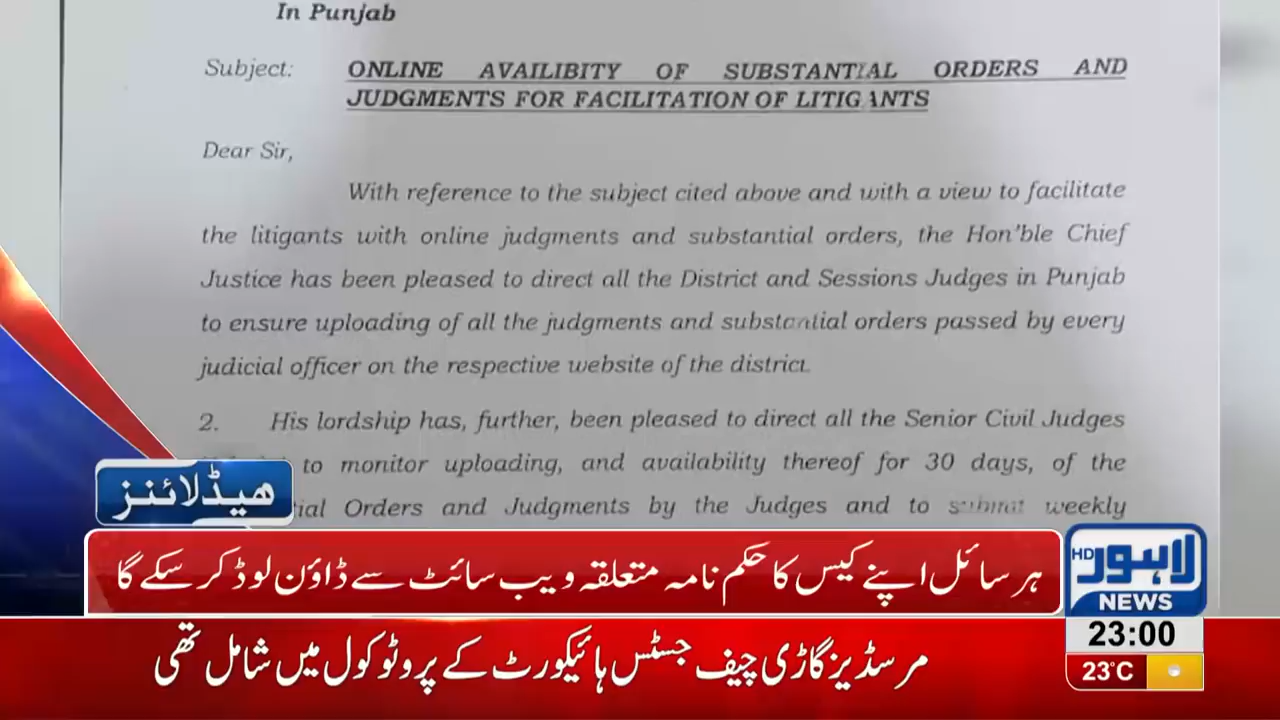 In Punjab
Subject: ONLINE AVAILIBITY OF SUBSTANTIAL ORDERS AND
JUDGMENTS FOR FACILITATION OF LITIGANTS
Dear Sir,
With reference to the subject cited above and with a view to facilitate
the litigants with online judgments and substantial orders, the Hon'ble Chief
Justice has been pleased to direct all the District and Sessions Judges in Punjab
to ensure uploading of all the judgments and substantial orders passed by every
judicial officer on the respective website of the district.
2. His lordship has, further, been pleased to direct all the Senior Civil Judges
to monitor uploading, and availability thereof for 30 days, of the
tial Orders and Judgments by the Judges and to submit weekly
ھیڈلائنز
ہر سائل اپنے کیس کا حکم نامہ متعلقہ ویب سائٹ سے ڈاؤن لوڈ کر سکے گا
لاہور HD
NEWS
23:00
23°C
مرسڈیز گاڑی چیف جسٹس ہائیکورٹ کے پروٹوکول میں شامل تھی